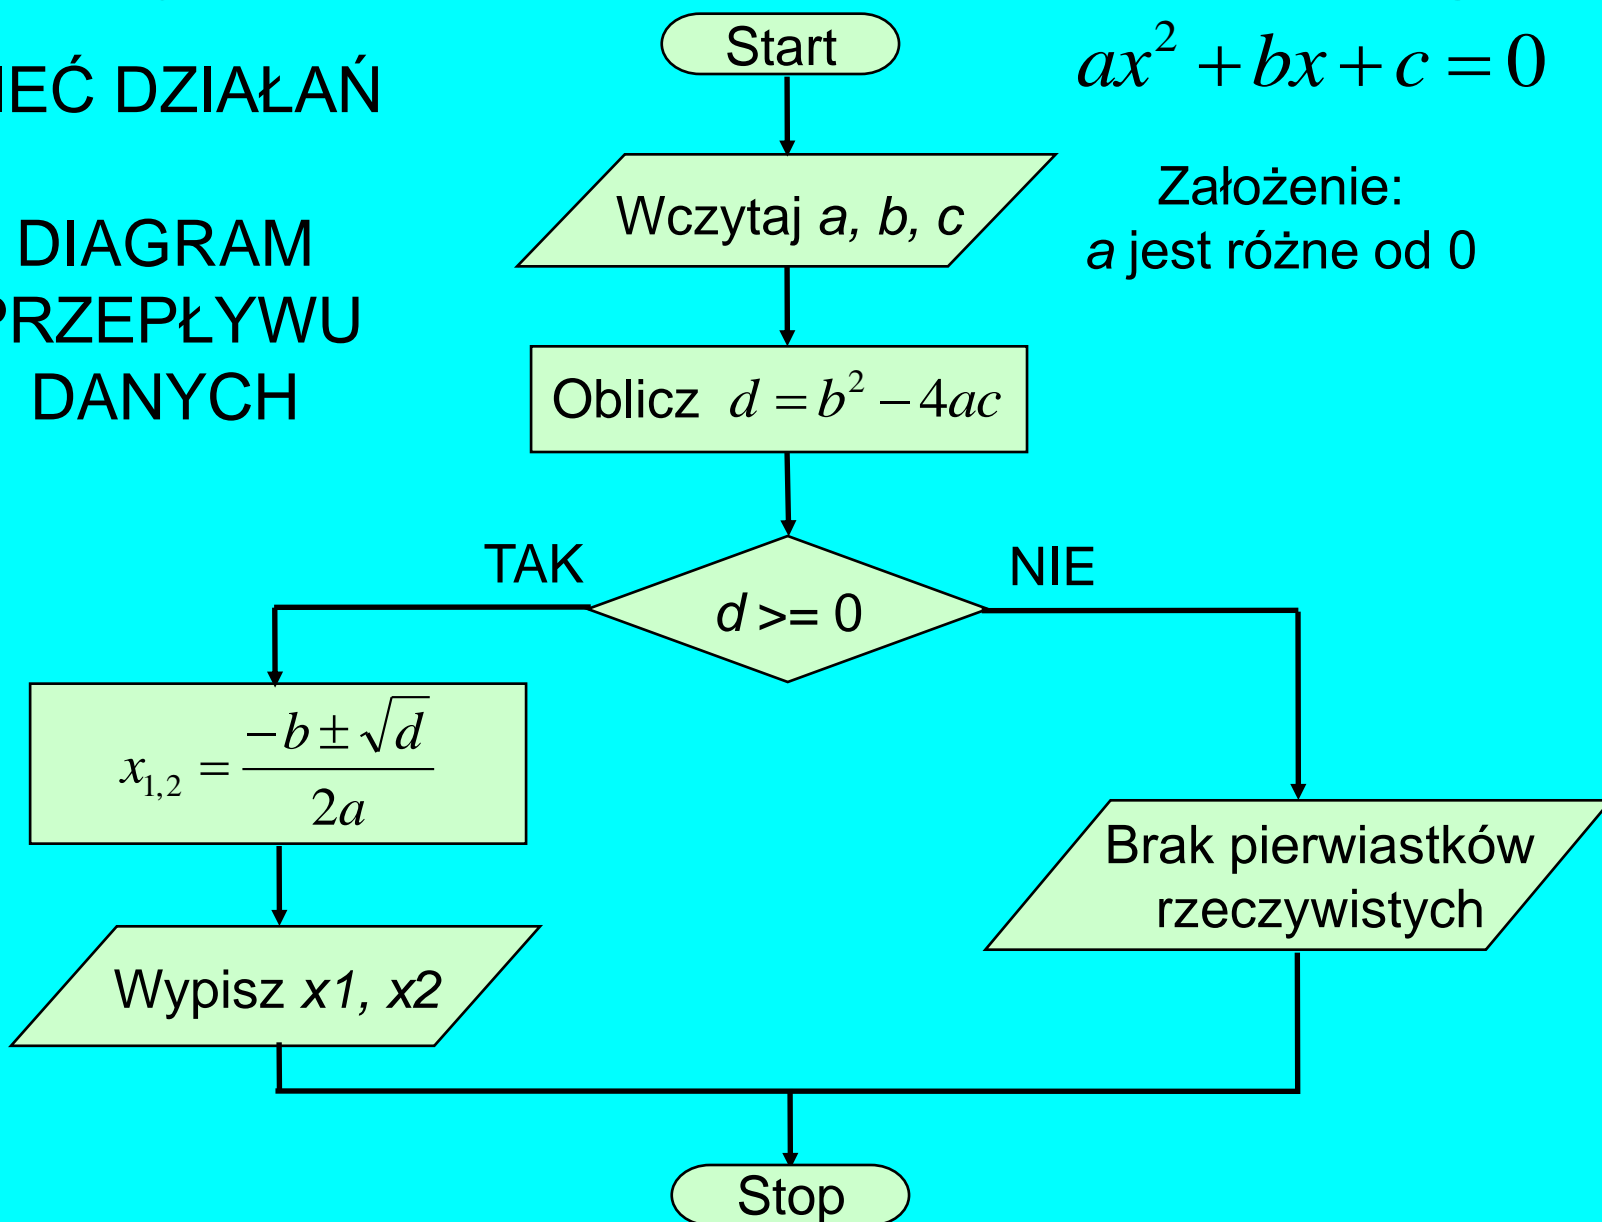 IEĆ DZIAŁAŃ
DIAGRAM
PRZEPŁYWU
DANYCH
Start
ax² + bx + c = 0
Założenie:
a jest różne od 0
Wczytaj a, b, c
Oblicz d = b² − 4ac
TAK
NIE
d >= 0
x₁,₂ = (−b ± √d) / 2a
Brak pierwiastków
rzeczywistych
Wypisz x1, x2
Stop